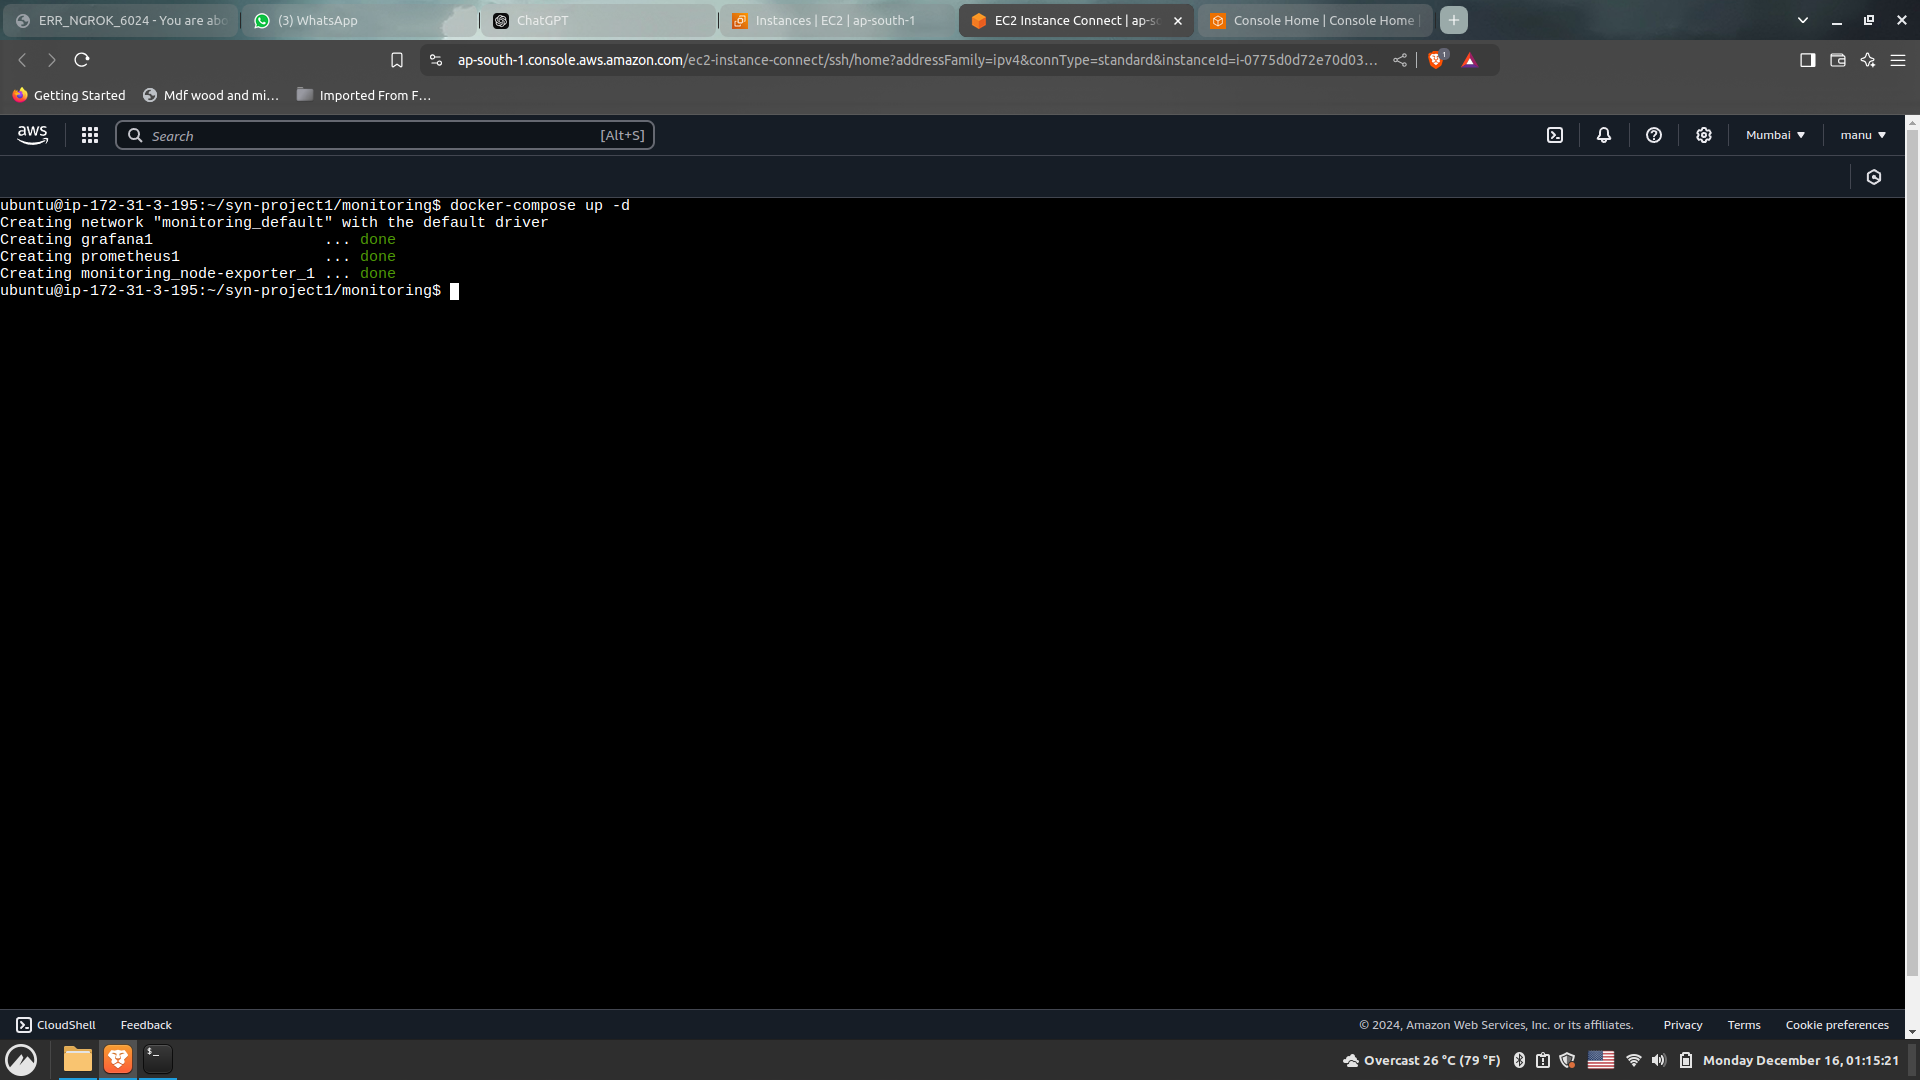 ERR_NGROK_6024 - You are abo
(3) WhatsApp
ChatGPT
Instances | EC2 | ap-south-1
EC2 Instance Connect | ap-so
Console Home | Console Home |
ap-south-1.console.aws.amazon.com/ec2-instance-connect/ssh/home?addressFamily=ipv4&connType=standard&instanceId=i-0775d0d72e70d03...
1
Getting Started
Mdf wood and mi...
Imported From F...
aws
Search
[Alt+S]
Mumbai
manu
ubuntu@ip-172-31-3-195:~/syn-project1/monitoring$ docker-compose up -d
Creating network "monitoring_default" with the default driver
Creating grafana1                   ... done
Creating prometheus1                ... done
Creating monitoring_node-exporter_1 ... done
ubuntu@ip-172-31-3-195:~/syn-project1/monitoring$
CloudShell
Feedback
© 2024, Amazon Web Services, Inc. or its affiliates.
Privacy
Terms
Cookie preferences
Overcast 26 °C (79 °F)
Monday December 16, 01:15:21